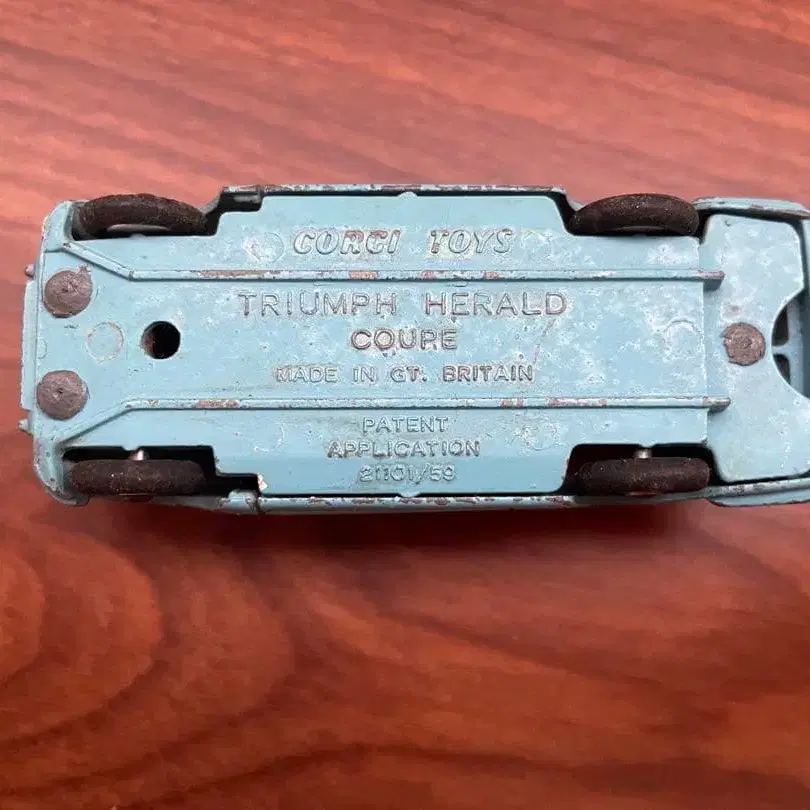 CORGI TOYS
TRIUMPH HERALD
COUPE
MADE IN GT. BRITAIN
PATENT
APPLICATION
21101/59